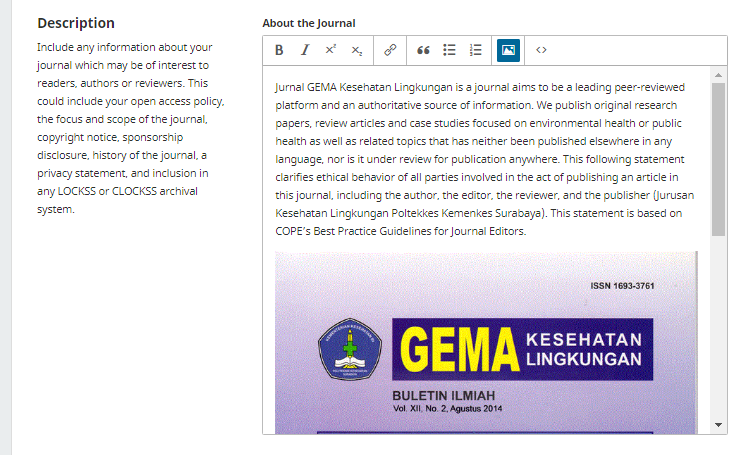 Description
Include any information about your
journal which may be of interest to
readers, authors or reviewers. This
could include your open access policy,
the focus and scope of the journal,
copyright notice, sponsorship
disclosure, history of the journal, a
privacy statement, and inclusion in
any LOCKSS or CLOCKSS archival
system.
About the Journal
B I x² x₂
Jurnal GEMA Kesehatan Lingkungan is a journal aims to be a leading peer-reviewed
platform and an authoritative source of information. We publish original research
papers, review articles and case studies focused on environmental health or public
health as well as related topics that has neither been published elsewhere in any
language, nor is it under review for publication anywhere. This following statement
clarifies ethical behavior of all parties involved in the act of publishing an article in
this journal, including the author, the editor, the reviewer, and the publisher (Jurusan
Kesehatan Lingkungan Poltekkes Kemenkes Surabaya). This statement is based on
COPE's Best Practice Guidelines for Journal Editors.
ISSN 1693-3761
GEMA KESEHATAN
LINGKUNGAN
BULETIN ILMIAH
Vol. XII, No. 2, Agustus 2014